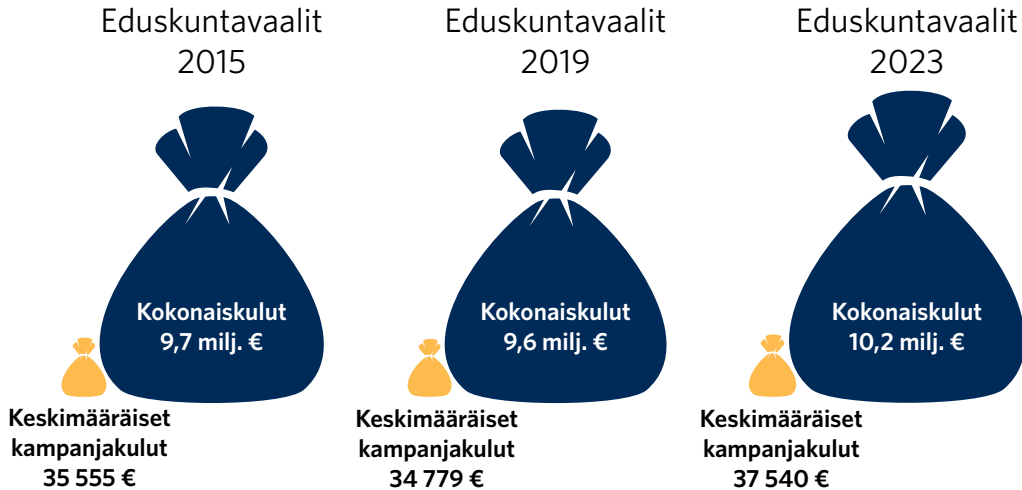 Eduskuntavaalit
2015
Kokonaiskulut
9,7 milj. €
Keskimääräiset
kampanjakulut
35 555 €
Eduskuntavaalit
2019
Kokonaiskulut
9,6 milj. €
Keskimääräiset
kampanjakulut
34 779 €
Eduskuntavaalit
2023
Kokonaiskulut
10,2 milj. €
Keskimääräiset
kampanjakulut
37 540 €